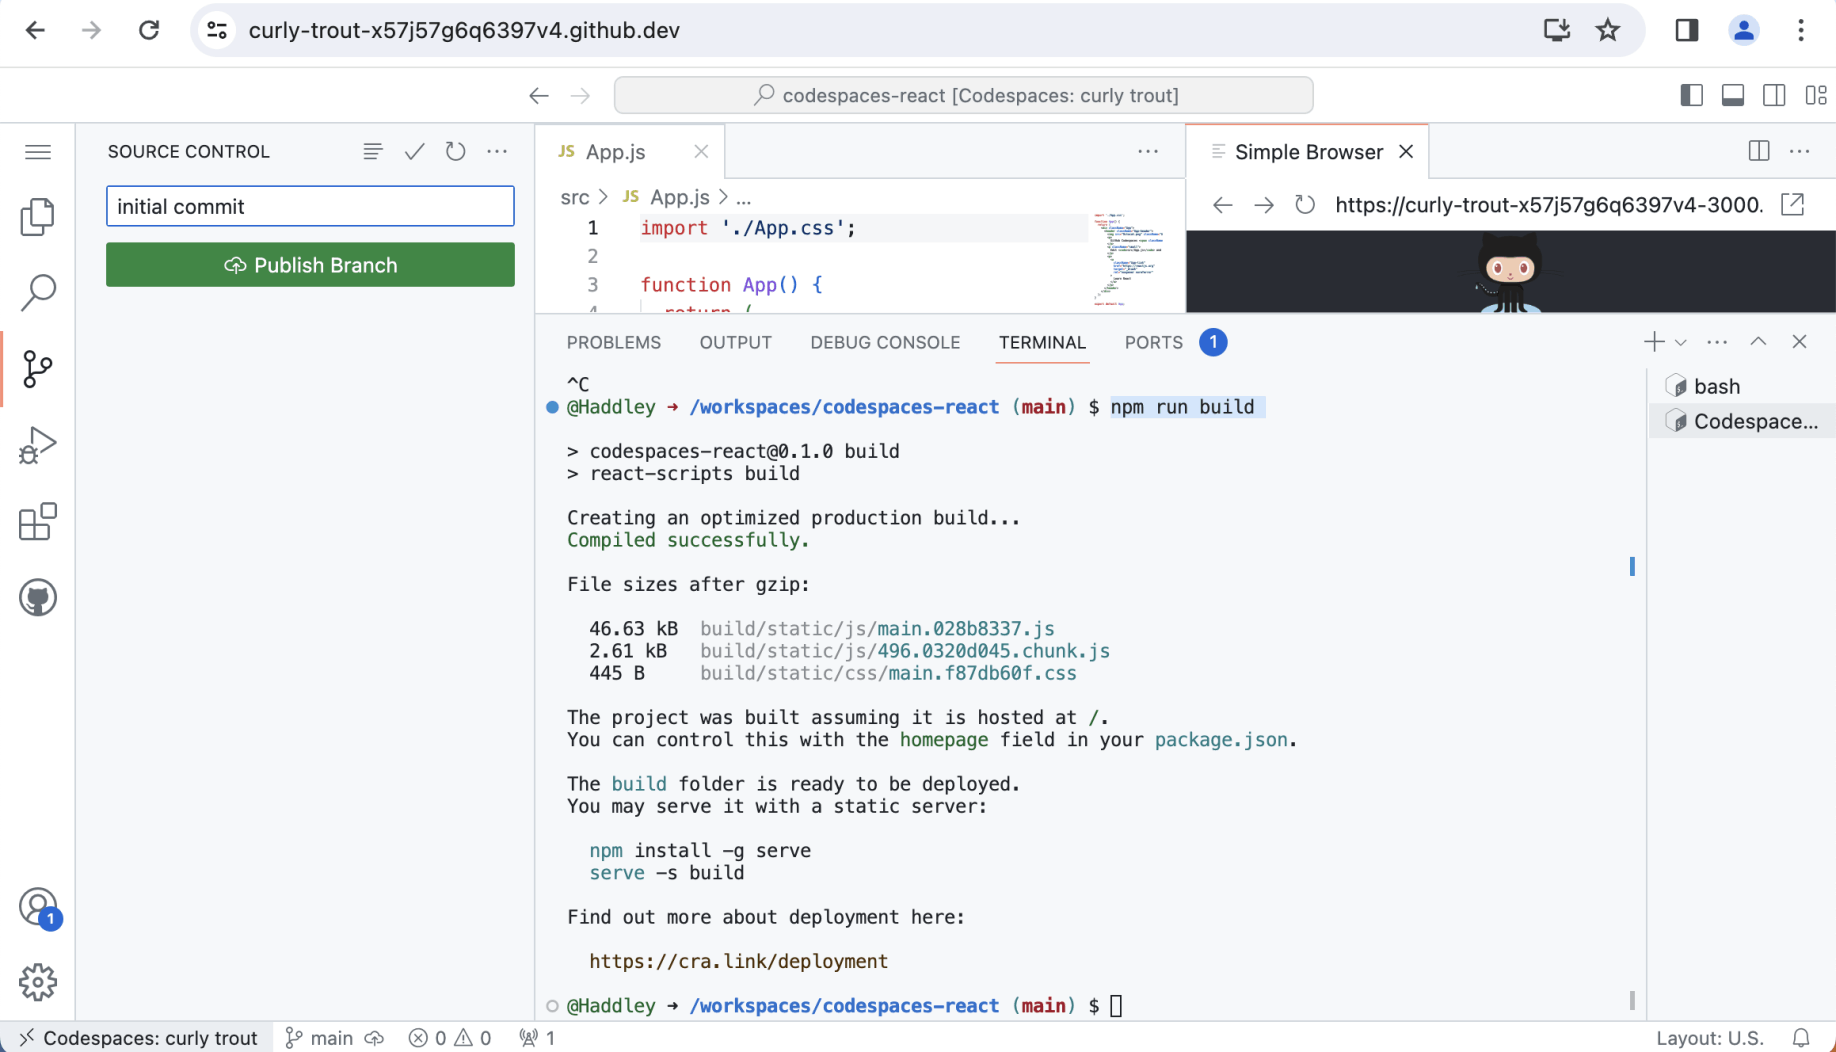 curly-trout-x57j57g6q6397v4.github.dev
codespaces-react [Codespaces: curly trout]
SOURCE CONTROL
initial commit
Publish Branch
JS App.js
src > JS App.js > ...
1 import './App.css';
2
3 function App() {
4 return (
Simple Browser
https://curly-trout-x57j57g6q6397v4-3000.
PROBLEMS OUTPUT DEBUG CONSOLE TERMINAL PORTS 1
^C
@Haddley → /workspaces/codespaces-react (main) $ npm run build
> codespaces-react@0.1.0 build
> react-scripts build
Creating an optimized production build...
Compiled successfully.
File sizes after gzip:
46.63 kB build/static/js/main.028b8337.js
2.61 kB build/static/js/496.0320d045.chunk.js
445 B build/static/css/main.f87db60f.css
The project was built assuming it is hosted at /.
You can control this with the homepage field in your package.json.
The build folder is ready to be deployed.
You may serve it with a static server:
npm install -g serve
serve -s build
Find out more about deployment here:
https://cra.link/deployment
@Haddley → /workspaces/codespaces-react (main) $
bash
Codespace...
1
Codespaces: curly trout main 0 0 1 Layout: U.S.